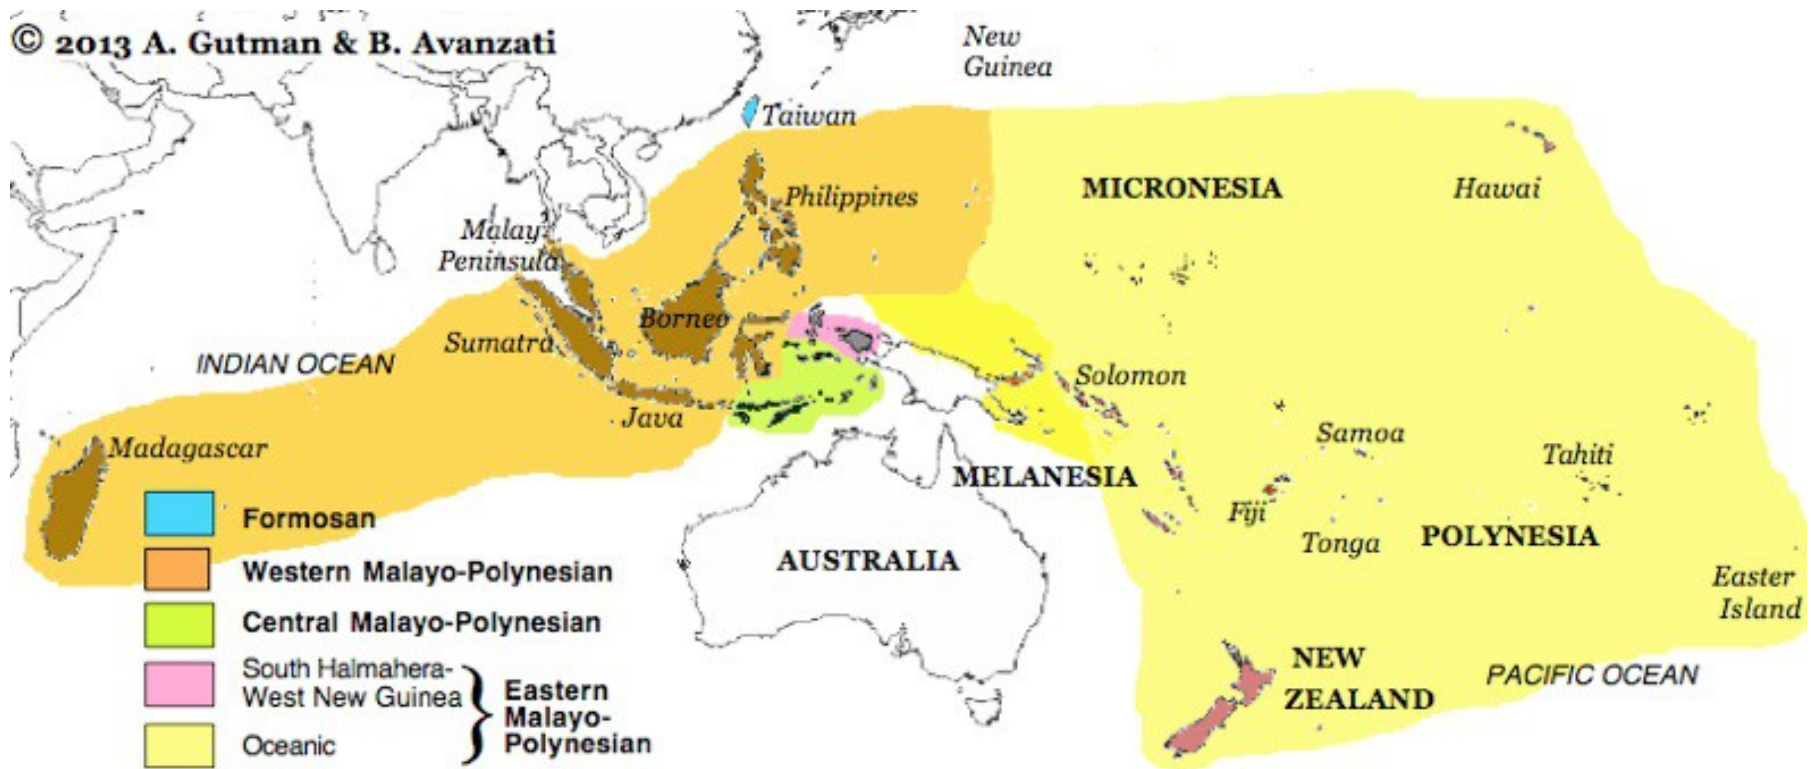 © 2013 A. Gutman & B. Avanzati
New
Guinea
Taiwan
MICRONESIA
Hawai
Philippines
Malay
Peninsula
Borneo
Sumatra
INDIAN OCEAN
Solomon
Java
Madagascar
Samoa
Tahiti
MELANESIA
Fiji
Tonga
POLYNESIA
AUSTRALIA
Easter
Island
NEW
ZEALAND
PACIFIC OCEAN
Formosan
Western Malayo-Polynesian
Central Malayo-Polynesian
South Halmahera-
West New Guinea
Oceanic
Eastern
Malayo-
Polynesian